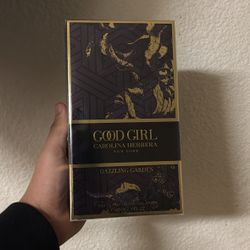 GOOD GIRL
CAROLINA HERRERA
NEW YORK
DAZZLING GARDEN